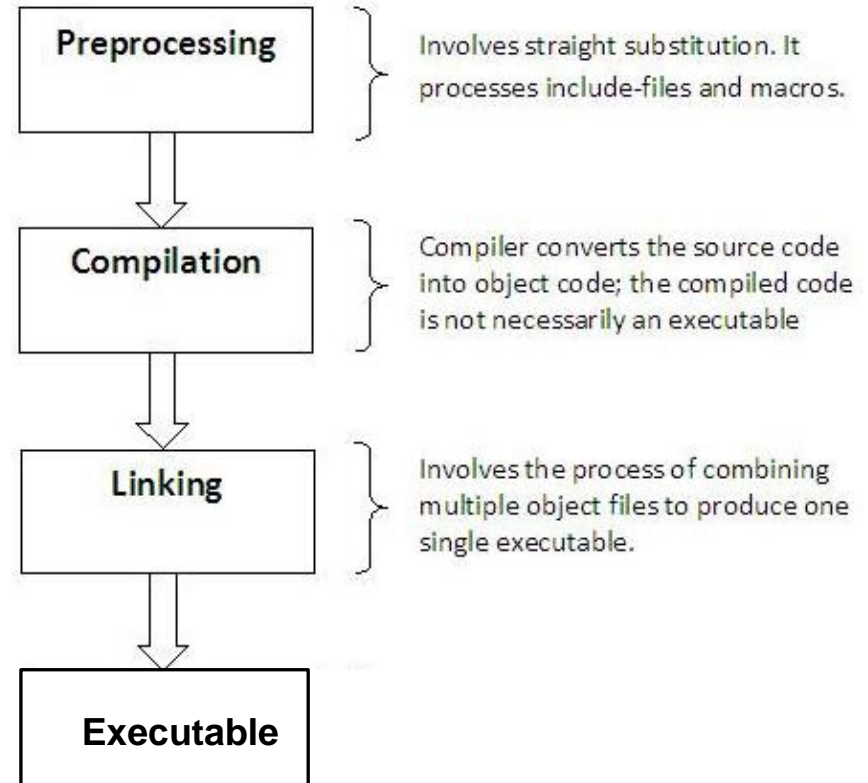 Preprocessing
Involves straight substitution. It
processes include-files and macros.
Compilation
Compiler converts the source code
into object code; the compiled code
is not necessarily an executable
Linking
Involves the process of combining
multiple object files to produce one
single executable.
Executable